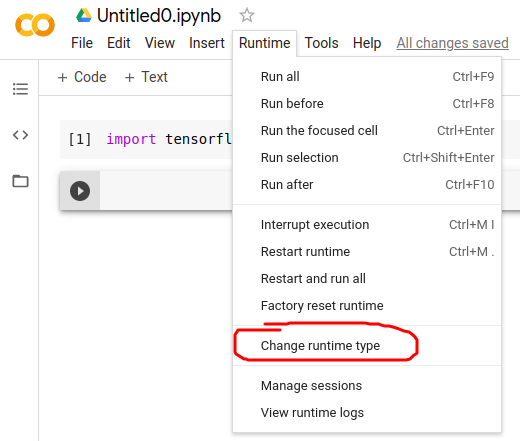 Untitled0.ipynb
File Edit View Insert Runtime Tools Help All changes saved
+ Code + Text
Run all Ctrl+F9
Run before Ctrl+F8
Run the focused cell Ctrl+Enter
Run selection Ctrl+Shift+Enter
Run after Ctrl+F10
[1] import tensorfl
Interrupt execution Ctrl+M I
Restart runtime Ctrl+M .
Restart and run all
Factory reset runtime
Change runtime type
Manage sessions
View runtime logs